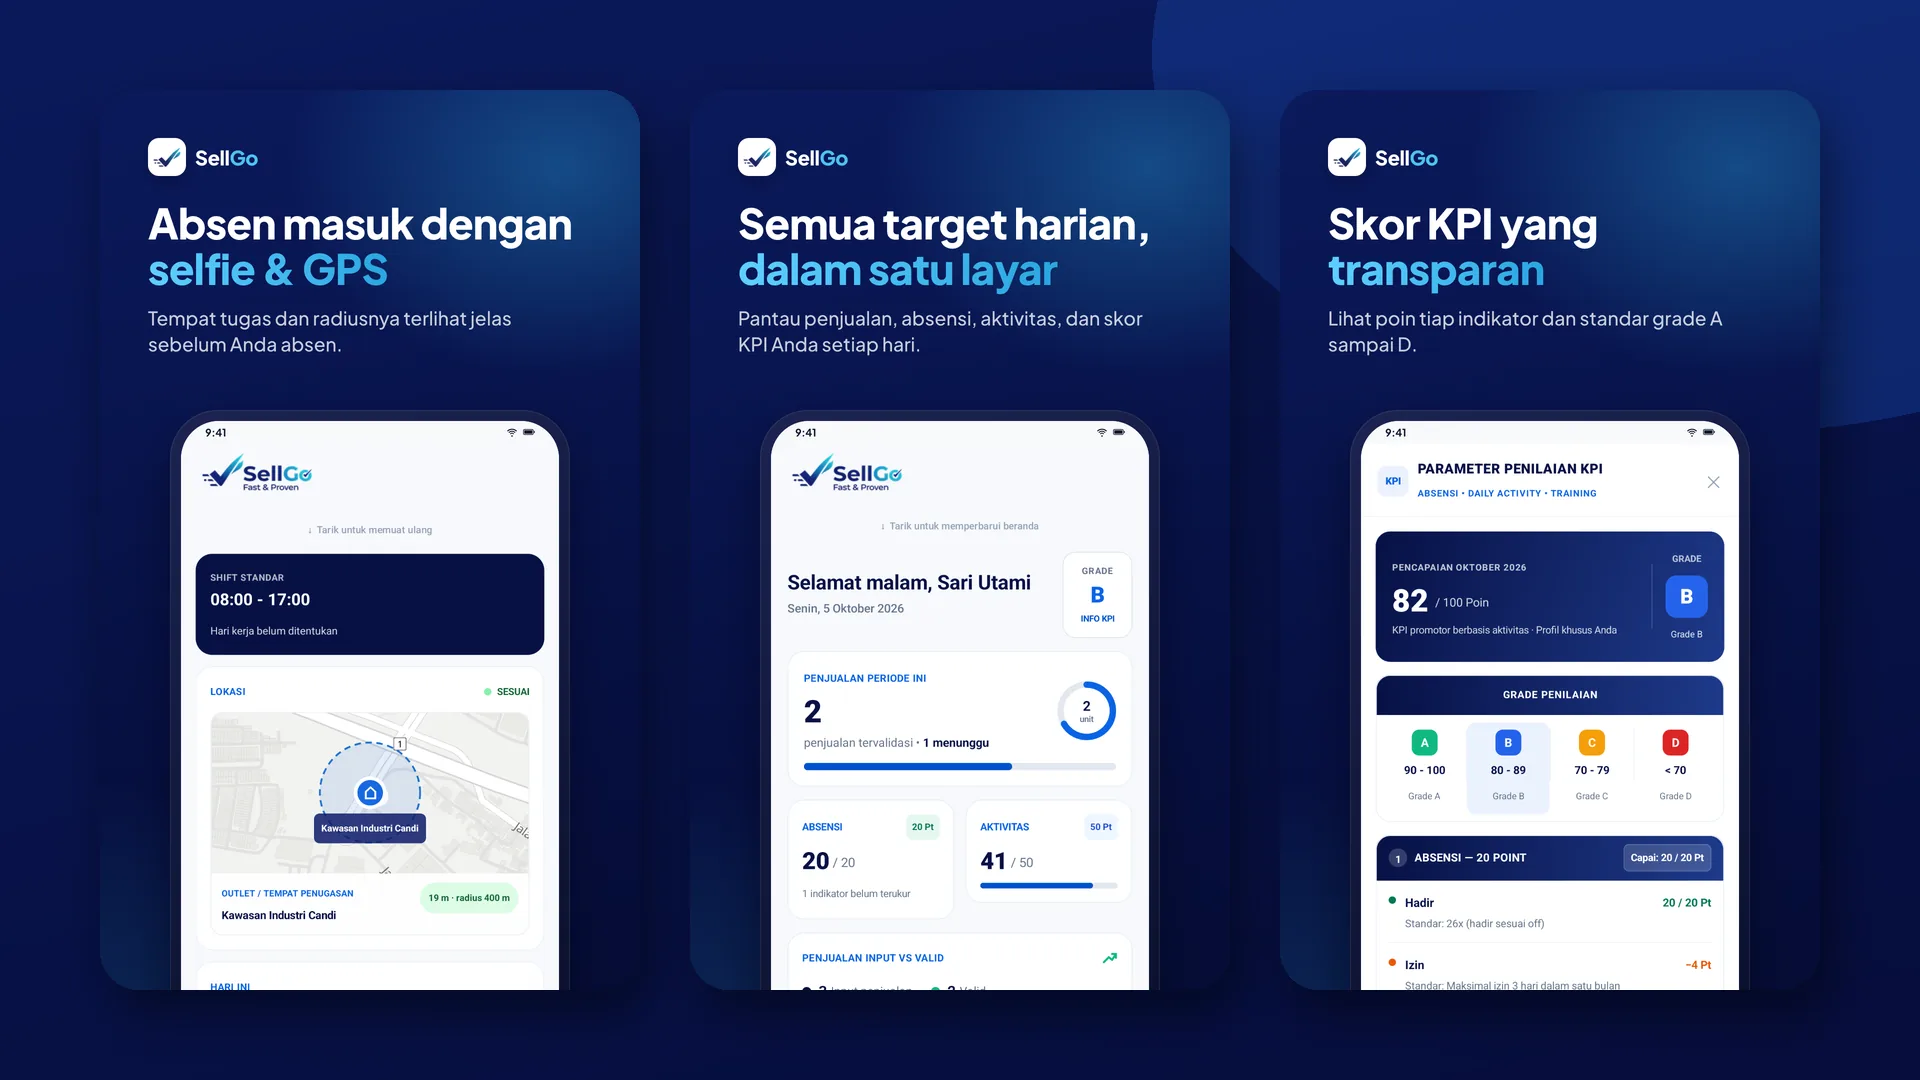 SellGo
Absen masuk dengan
selfie & GPS
Tempat tugas dan radiusnya terlihat jelas
sebelum Anda absen.
9:41
SellGo
Fast & Proven
↓ Tarik untuk memuat ulang
SHIFT STANDAR
08:00 - 17:00
Hari kerja belum ditentukan
LOKASI
SESUAI
1
Kawasan Industri Candi
OUTLET / TEMPAT PENUGASAN
19 m · radius 400 m
Kawasan Industri Candi
HARI INI
SellGo
Semua target harian,
dalam satu layar
Pantau penjualan, absensi, aktivitas, dan skor
KPI Anda setiap hari.
9:41
SellGo
Fast & Proven
↓ Tarik untuk memperbarui beranda
Selamat malam, Sari Utami
Senin, 5 Oktober 2026
GRADE
B
INFO KPI
PENJUALAN PERIODE INI
2
penjualan tervalidasi • 1 menunggu
2
unit
ABSENSI
20 Pt
20 / 20
1 indikator belum terukur
AKTIVITAS
50 Pt
41 / 50
PENJUALAN INPUT VS VALID
SellGo
Skor KPI yang
transparan
Lihat poin tiap indikator dan standar grade A
sampai D.
9:41
KPI
PARAMETER PENILAIAN KPI
ABSENSI • DAILY ACTIVITY • TRAINING
PENCAPAIAN OKTOBER 2026
82 / 100 Poin
KPI promotor berbasis aktivitas · Profil khusus Anda
GRADE
B
Grade B
GRADE PENILAIAN
A
90 - 100
Grade A
B
80 - 89
Grade B
C
70 - 79
Grade C
D
< 70
Grade D
1 ABSENSI — 20 POINT
Capai: 20 / 20 Pt
Hadir
20 / 20 Pt
Standar: 26x (hadir sesuai off)
Izin
−4 Pt
Standar: Maksimal izin 3 hari dalam satu bulan